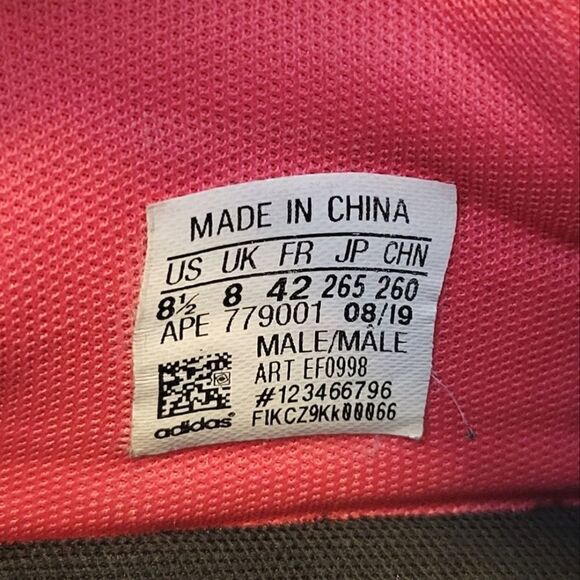 MADE IN CHINA
US UK FR JP CHN
8½ 8 42 265 260
APE 779001 08/19
MALE/MÂLE
ART EF0998
#123466796
adidas F1KCZ9Kk00066